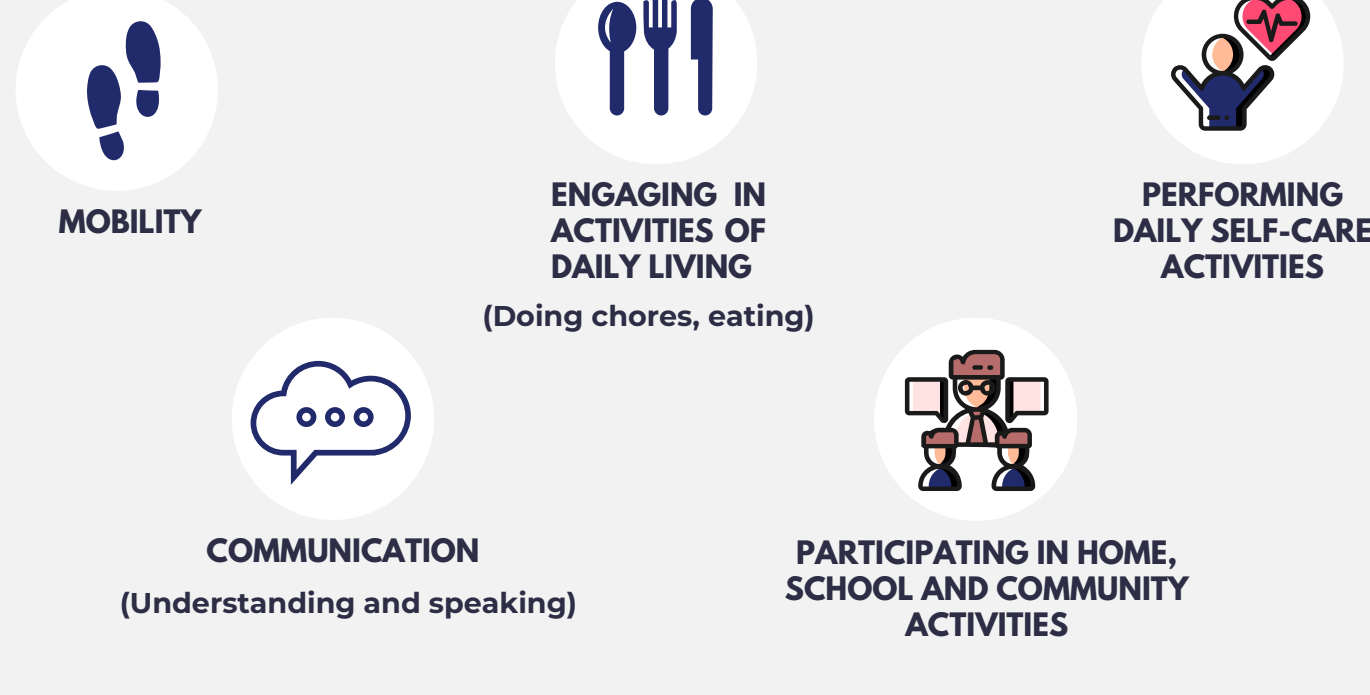 MOBILITY
ENGAGING IN
ACTIVITIES OF
DAILY LIVING
(Doing chores, eating)
PERFORMING
DAILY SELF-CARE
ACTIVITIES
COMMUNICATION
(Understanding and speaking)
PARTICIPATING IN HOME,
SCHOOL AND COMMUNITY
ACTIVITIES